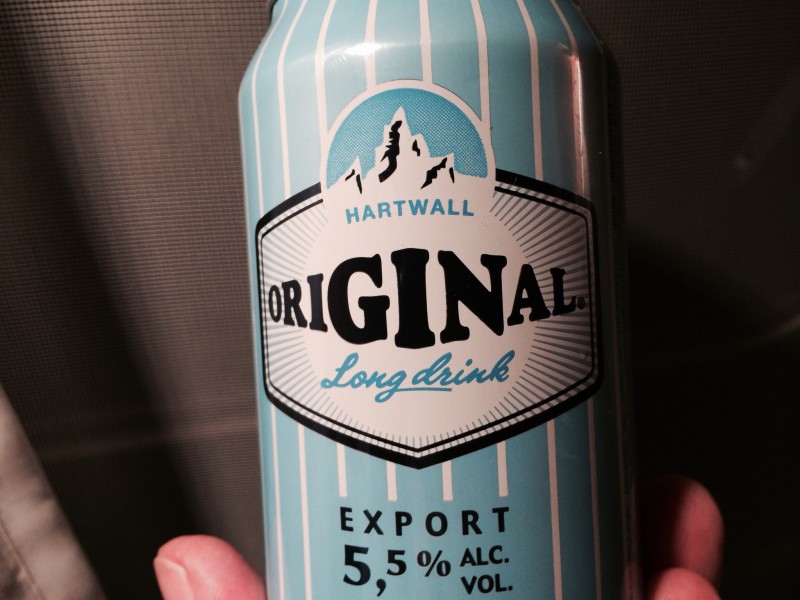 HARTWALL
ORIGINAL®
Long drink
EXPORT
5,5% ALC.
VOL.